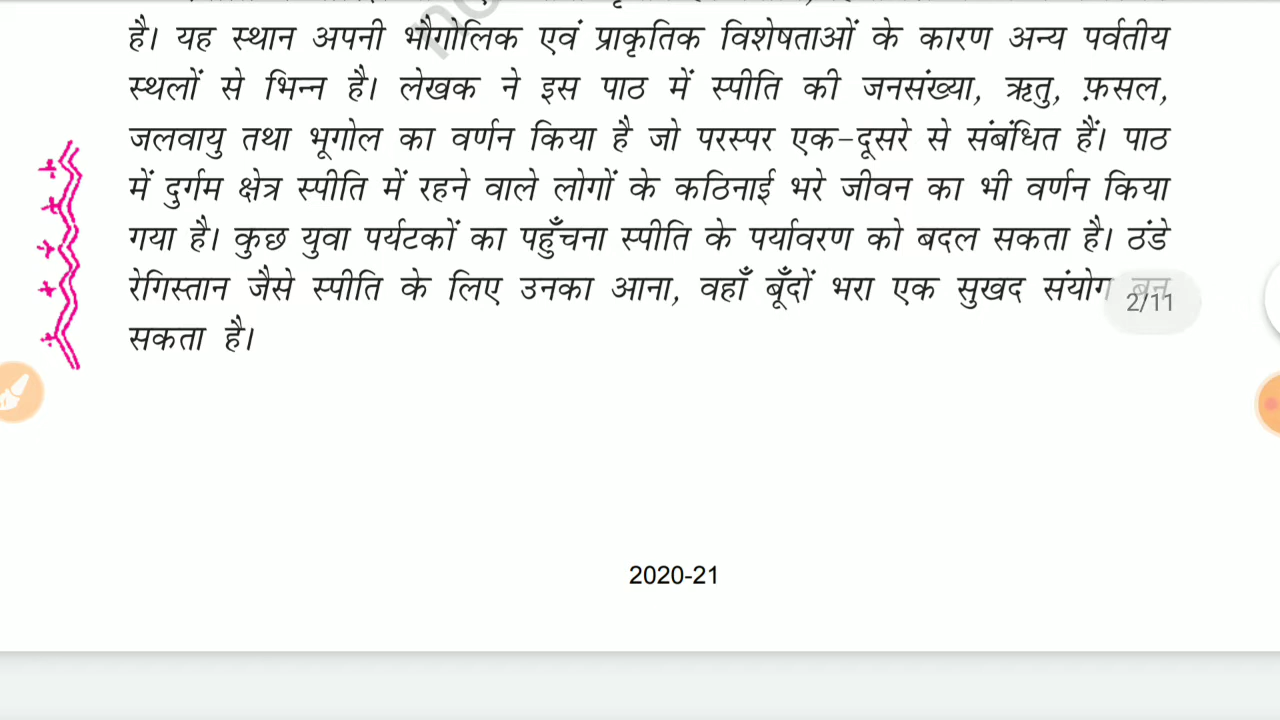 है। यह स्थान अपनी भौगोलिक एवं प्राकृतिक विशेषताओं के कारण अन्य पर्वतीय
स्थलों से भिन्न है। लेखक ने इस पाठ में स्पीति की जनसंख्या, ऋतु, फ़सल,
जलवायु तथा भूगोल का वर्णन किया है जो परस्पर एक-दूसरे से संबंधित हैं। पाठ
में दुर्गम क्षेत्र स्पीति में रहने वाले लोगों के कठिनाई भरे जीवन का भी वर्णन किया
गया है। कुछ युवा पर्यटकों का पहुँचना स्पीति के पर्यावरण को बदल सकता है। ठंडे
रेगिस्तान जैसे स्पीति के लिए उनका आना, वहाँ बूँदों भरा एक सुखद संयोग बन
2/11
सकता है।
2020-21